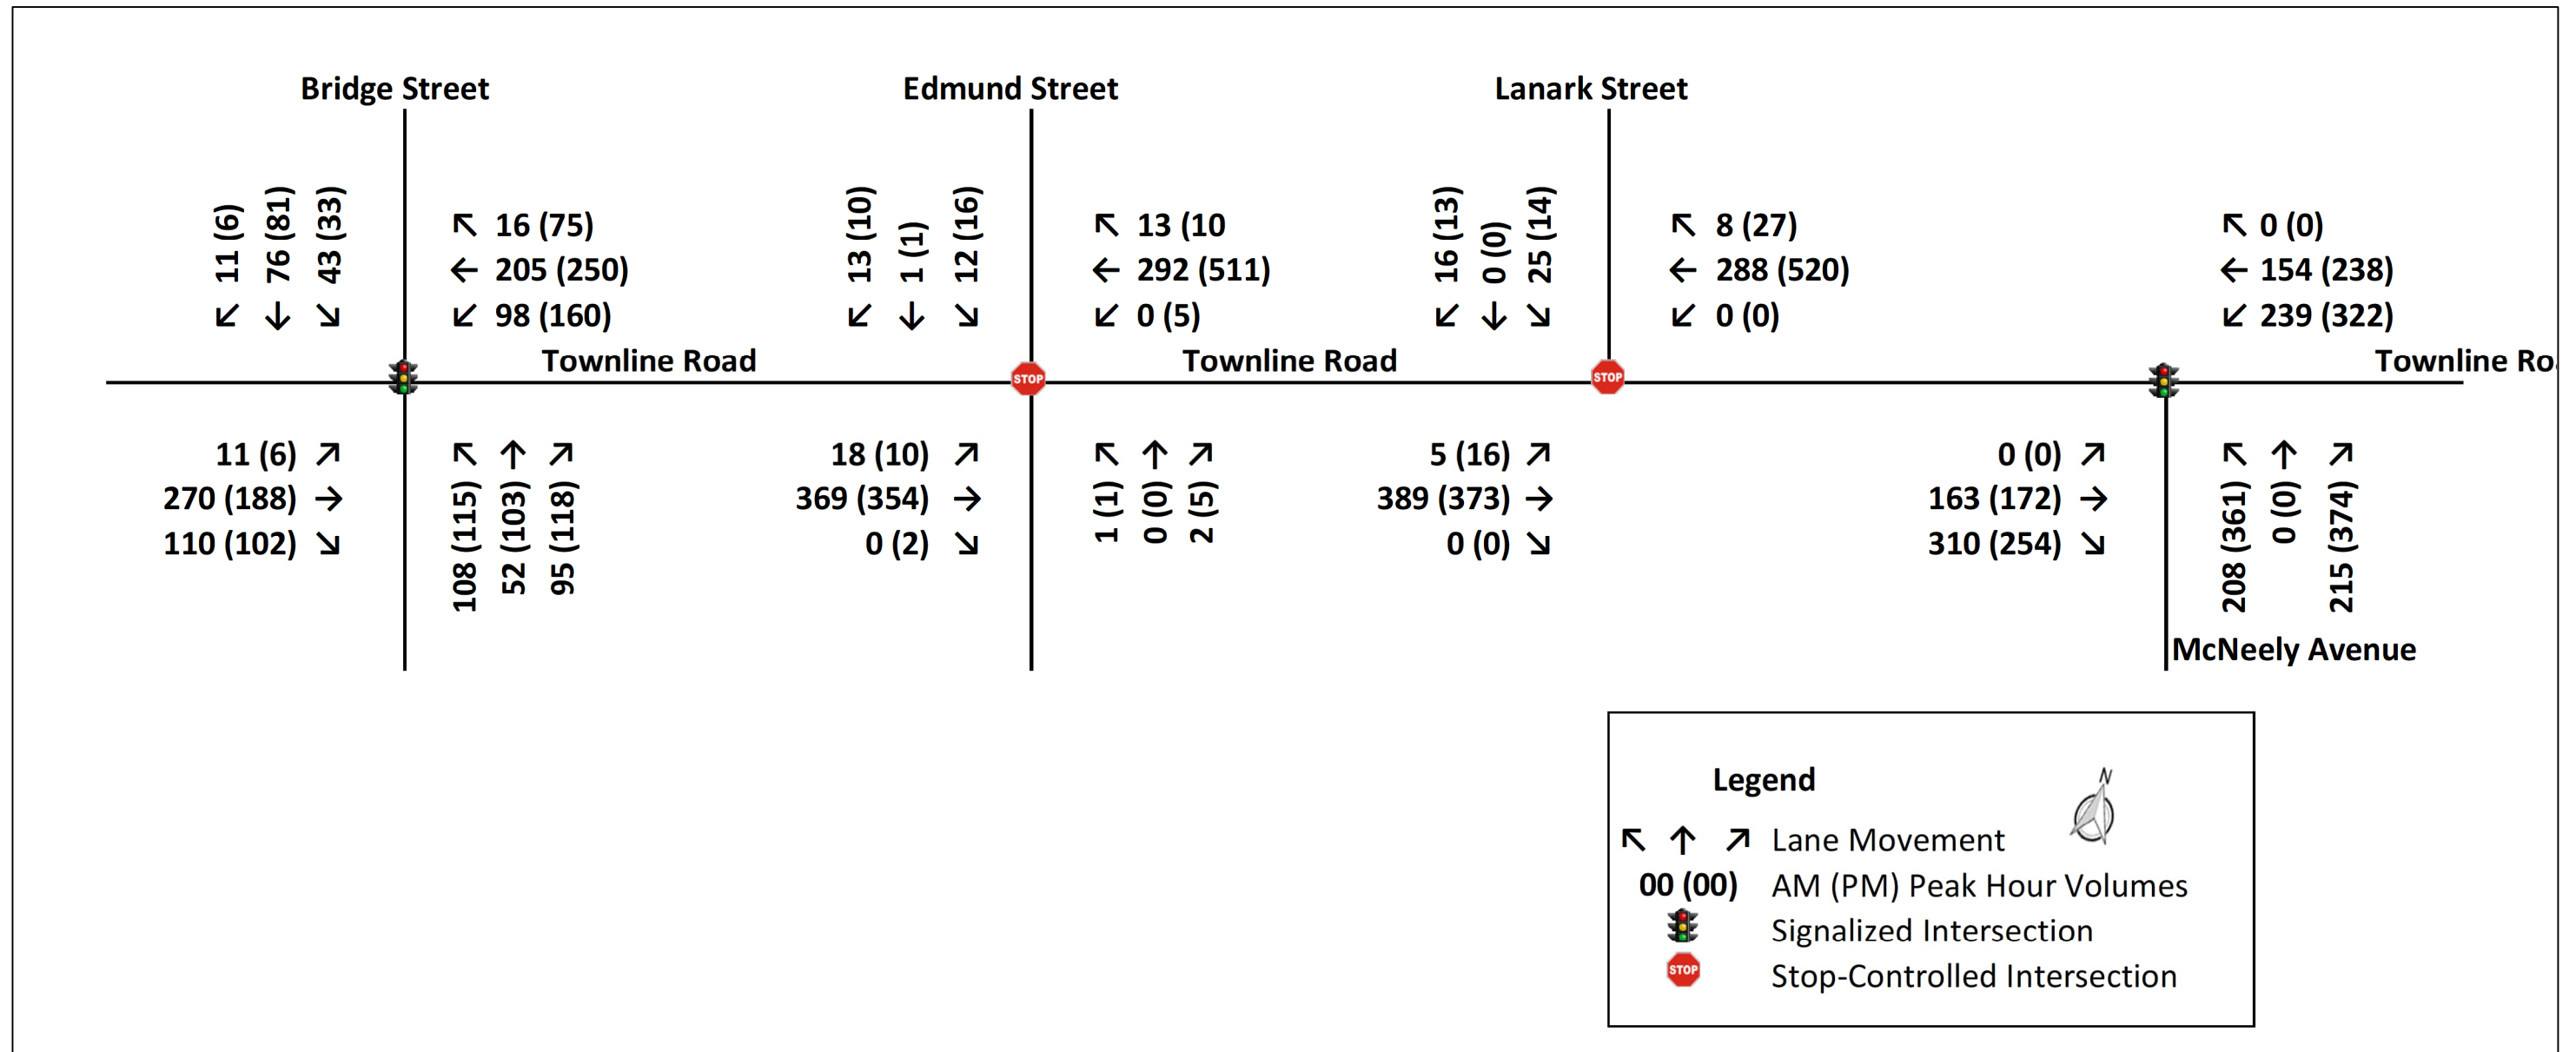 Bridge Street
Edmund Street
Lanark Street
11 (6)
76 (81)
43 (33)
↖ 16 (75)
← 205 (250)
↙ 98 (160)
13 (10)
1 (1)
12 (16)
↖ 13 (10
← 292 (511)
↙ 0 (5)
16 (13)
0 (0)
25 (14)
↖ 8 (27)
← 288 (520)
↙ 0 (0)
↖ 0 (0)
← 154 (238)
↙ 239 (322)
Townline Road
Townline Road
Townline Ro
11 (6) ↗
270 (188) →
110 (102) ↘
108 (115)
52 (103)
95 (118)
18 (10) ↗
369 (354) →
0 (2) ↘
1 (1)
0 (0)
2 (5)
5 (16) ↗
389 (373) →
0 (0) ↘
0 (0) ↗
163 (172) →
310 (254) ↘
208 (361)
0 (0)
215 (374)
McNeely Avenue
STOP
STOP
Legend
N
↖ ↑ ↗ Lane Movement
00 (00) AM (PM) Peak Hour Volumes
Signalized Intersection
STOP Stop-Controlled Intersection